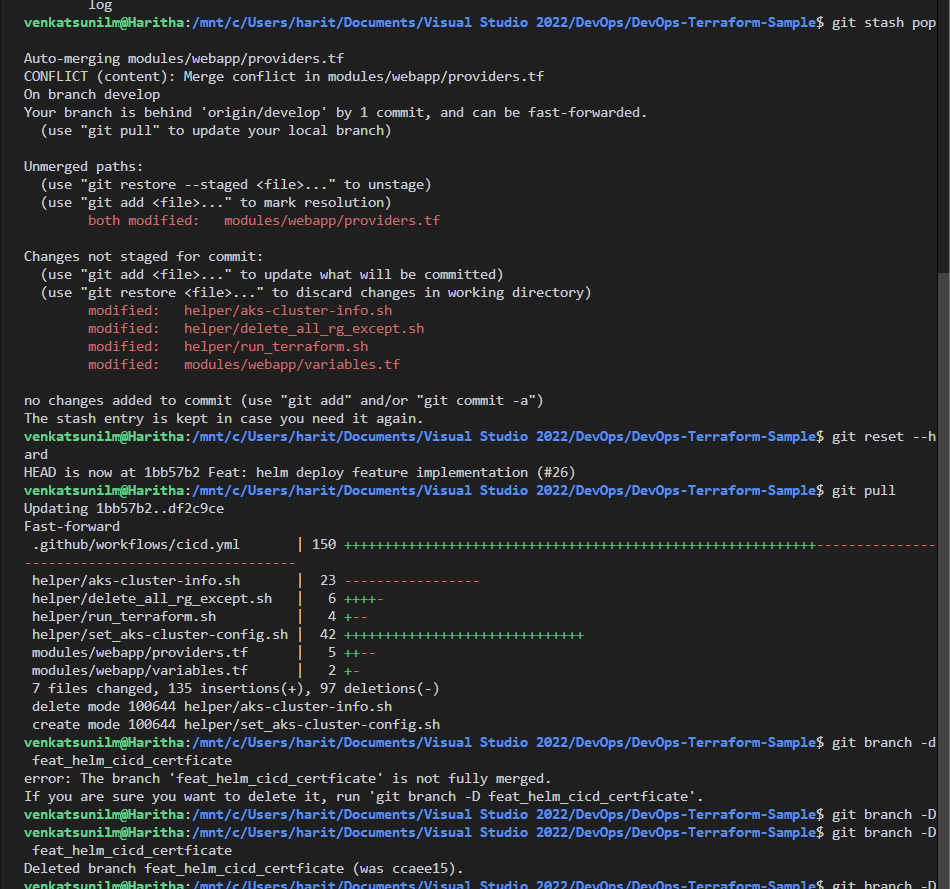 log
venkatsunilm@Haritha:/mnt/c/Users/harit/Documents/Visual Studio 2022/DevOps/DevOps-Terraform-Sample$ git stash pop
Auto-merging modules/webapp/providers.tf
CONFLICT (content): Merge conflict in modules/webapp/providers.tf
On branch develop
Your branch is behind 'origin/develop' by 1 commit, and can be fast-forwarded.
  (use "git pull" to update your local branch)
Unmerged paths:
  (use "git restore --staged <file>..." to unstage)
  (use "git add <file>..." to mark resolution)
        both modified:   modules/webapp/providers.tf
Changes not staged for commit:
  (use "git add <file>..." to update what will be committed)
  (use "git restore <file>..." to discard changes in working directory)
        modified:   helper/aks-cluster-info.sh
        modified:   helper/delete_all_rg_except.sh
        modified:   helper/run_terraform.sh
        modified:   modules/webapp/variables.tf
no changes added to commit (use "git add" and/or "git commit -a")
The stash entry is kept in case you need it again.
venkatsunilm@Haritha:/mnt/c/Users/harit/Documents/Visual Studio 2022/DevOps/DevOps-Terraform-Sample$ git reset --h
ard
HEAD is now at 1bb57b2 Feat: helm deploy feature implementation (#26)
venkatsunilm@Haritha:/mnt/c/Users/harit/Documents/Visual Studio 2022/DevOps/DevOps-Terraform-Sample$ git pull
Updating 1bb57b2..df2c9ce
Fast-forward
 .github/workflows/cicd.yml       | 150 +++++++++++++++++++++++++++++++++++++++++++++++++++++++++++---------------
----------------------------------
 helper/aks-cluster-info.sh       |  23 -----------------
 helper/delete_all_rg_except.sh   |   6 ++++-
 helper/run_terraform.sh          |   4 +--
 helper/set_aks-cluster-config.sh |  42 ++++++++++++++++++++++++++++++
 modules/webapp/providers.tf      |   5 ++--
 modules/webapp/variables.tf      |   2 +-
 7 files changed, 135 insertions(+), 97 deletions(-)
 delete mode 100644 helper/aks-cluster-info.sh
 create mode 100644 helper/set_aks-cluster-config.sh
venkatsunilm@Haritha:/mnt/c/Users/harit/Documents/Visual Studio 2022/DevOps/DevOps-Terraform-Sample$ git branch -d
 feat_helm_cicd_certficate
error: The branch 'feat_helm_cicd_certficate' is not fully merged.
If you are sure you want to delete it, run 'git branch -D feat_helm_cicd_certficate'.
venkatsunilm@Haritha:/mnt/c/Users/harit/Documents/Visual Studio 2022/DevOps/DevOps-Terraform-Sample$ git branch -D
venkatsunilm@Haritha:/mnt/c/Users/harit/Documents/Visual Studio 2022/DevOps/DevOps-Terraform-Sample$ git branch -D
 feat_helm_cicd_certficate
Deleted branch feat_helm_cicd_certficate (was ccaee15).
venkatsunilm@Haritha:/mnt/c/Users/harit/Documents/Visual Studio 2022/DevOps/DevOps-Terraform-Sample$ git branch -D